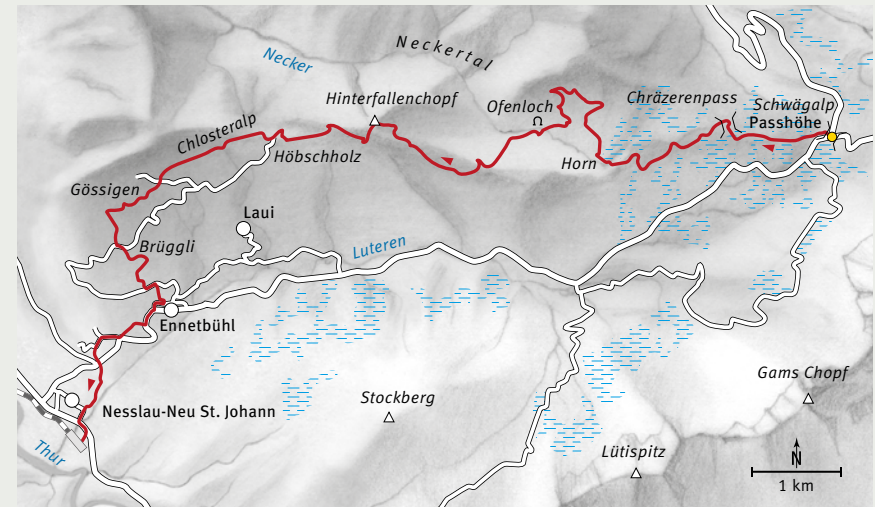 Necker
Neckertal
Hinterfallenchopf
Ofenloch
Chräzerenpass
Schwägalp
Passhöhe
Chlosteralp
Höbschholz
Horn
Gössigen
Laui
Brüggli
Luteren
Ennetbühl
Gams Chopf
Stockberg
Nesslau-Neu St. Johann
Thur
Lütispitz
N
1 km